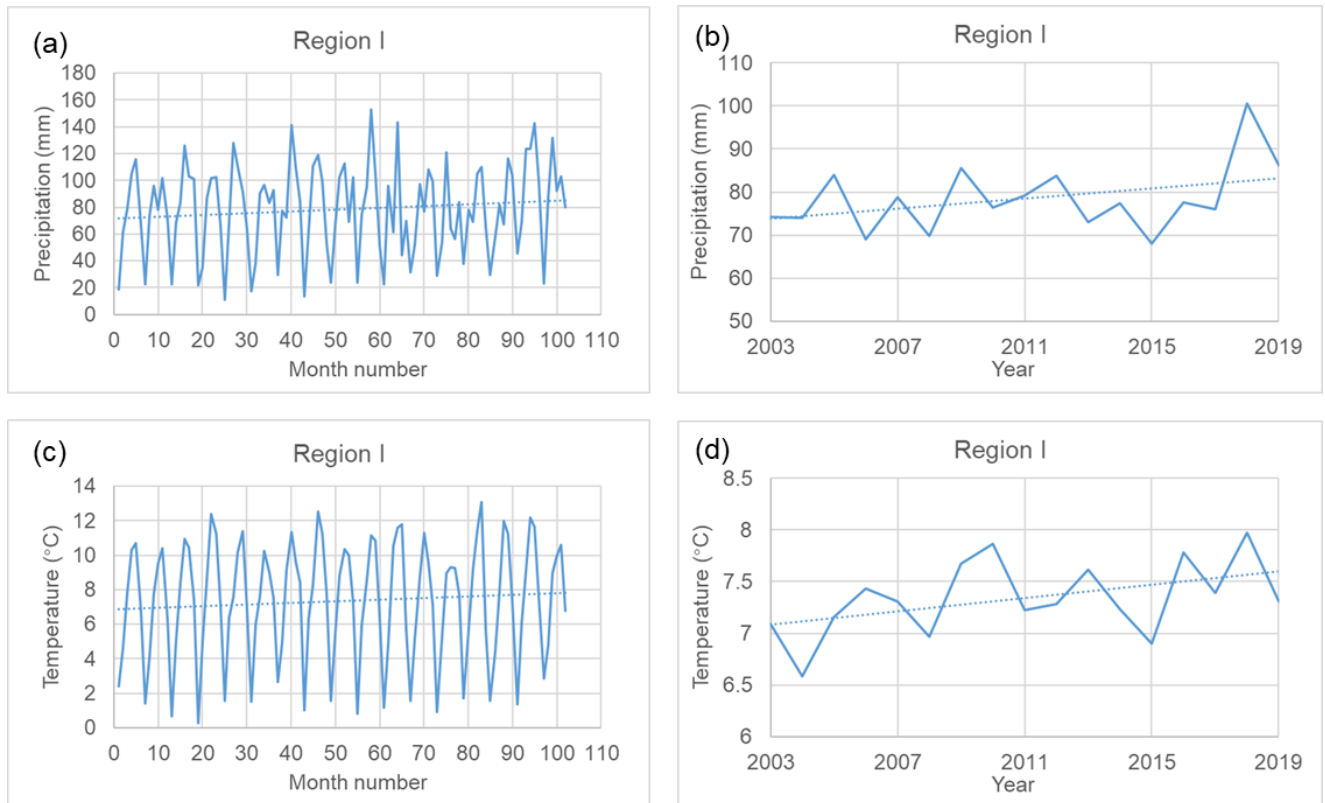 (a)
Region I
180
160
140
120
100
80
60
40
20
0
Precipitation (mm)
0 10 20 30 40 50 60 70 80 90 100 110
Month number
(b)
Region I
110
100
90
80
70
60
50
Precipitation (mm)
2003 2007 2011 2015 2019
Year
(c)
Region I
14
12
10
8
6
4
2
0
Temperature (°C)
0 10 20 30 40 50 60 70 80 90 100 110
Month number
(d)
Region I
8.5
8
7.5
7
6.5
6
Temperature (°C)
2003 2007 2011 2015 2019
Year